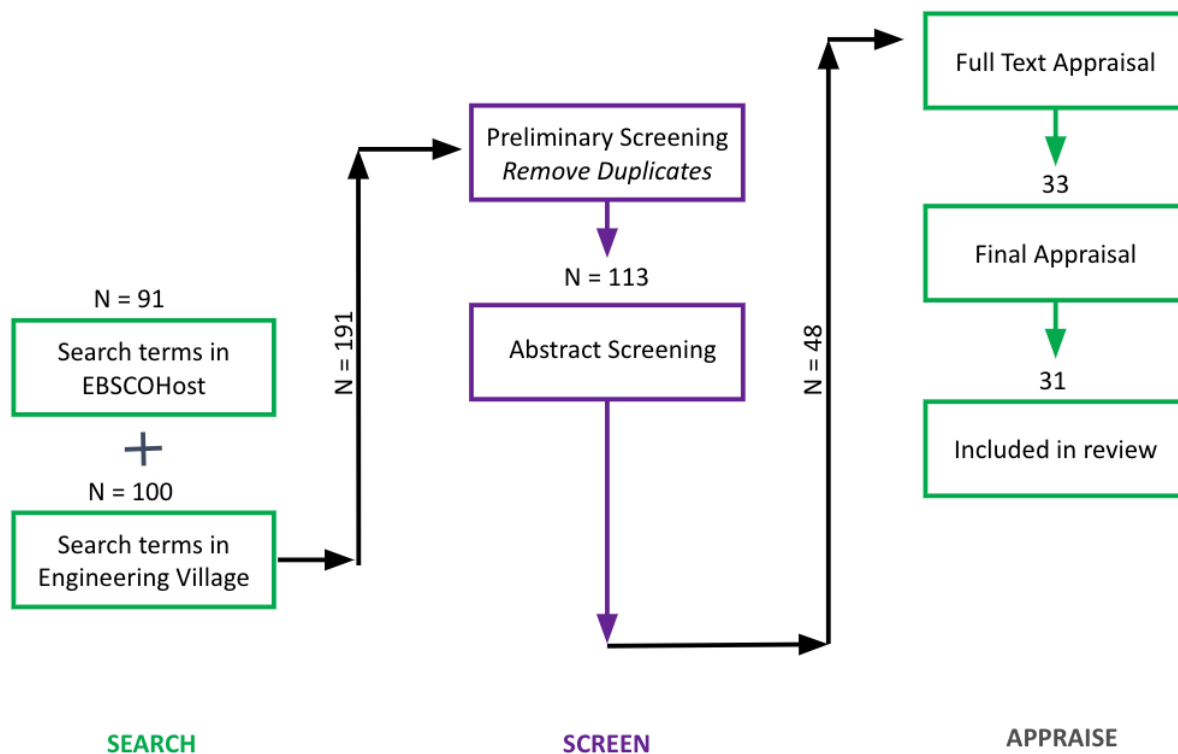 N = 91
Search terms in
EBSCOHost
+
N = 100
Search terms in
Engineering Village
N = 191
Preliminary Screening
Remove Duplicates
N = 113
Abstract Screening
N = 48
Full Text Appraisal
33
Final Appraisal
31
Included in review
SEARCH
SCREEN
APPRAISE